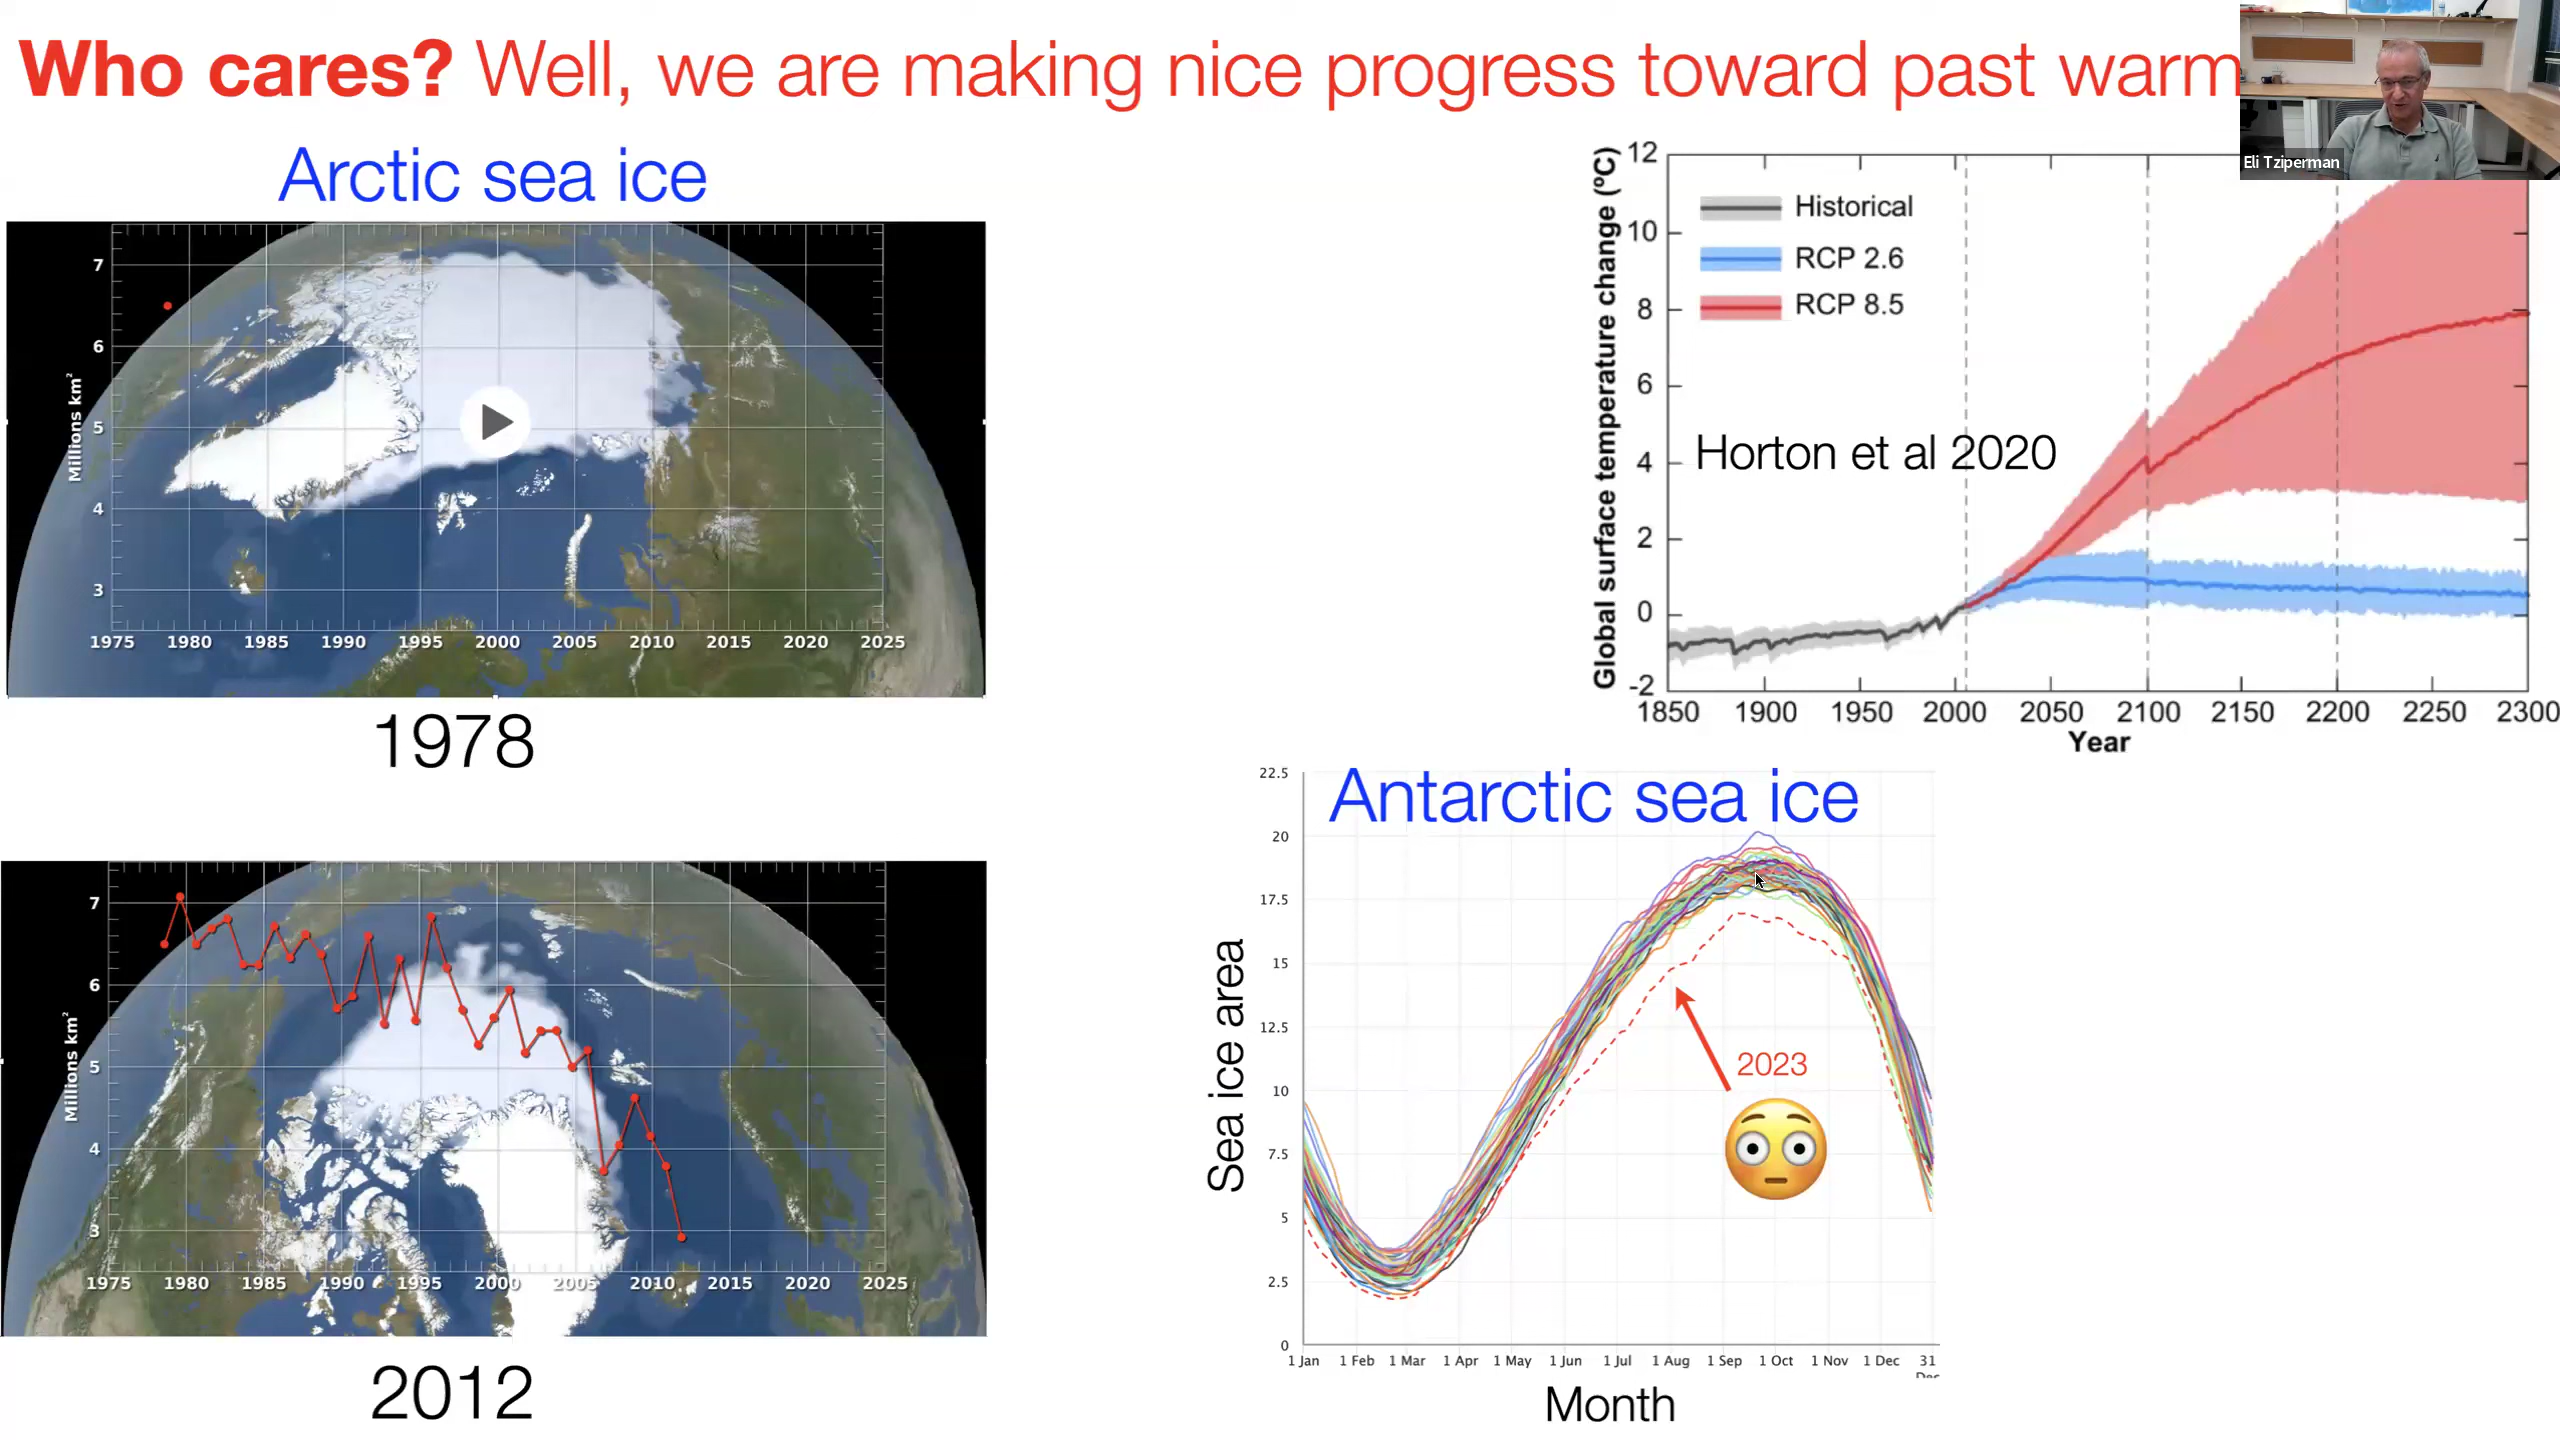 Who cares? Well, we are making nice progress toward past warm
Eli Tziperman
Arctic sea ice
7
6
5
4
3
Millions km²
1975 1980 1985 1990 1995 2000 2005 2010 2015 2020 2025
1978
7
6
5
4
3
Millions km²
1975 1980 1985 1990 1995 2000 2005 2010 2015 2020 2025
2012
Global surface temperature change (ºC)
12
10
8
6
4
2
0
-2
Historical
RCP 2.6
RCP 8.5
Horton et al 2020
1850 1900 1950 2000 2050 2100 2150 2200 2250 2300
Year
Antarctic sea ice
Sea ice area
22.5
20
17.5
15
12.5
10
7.5
5
2.5
0
2023
1 Jan 1 Feb 1 Mar 1 Apr 1 May 1 Jun 1 Jul 1 Aug 1 Sep 1 Oct 1 Nov 1 Dec 31
Dec
Month